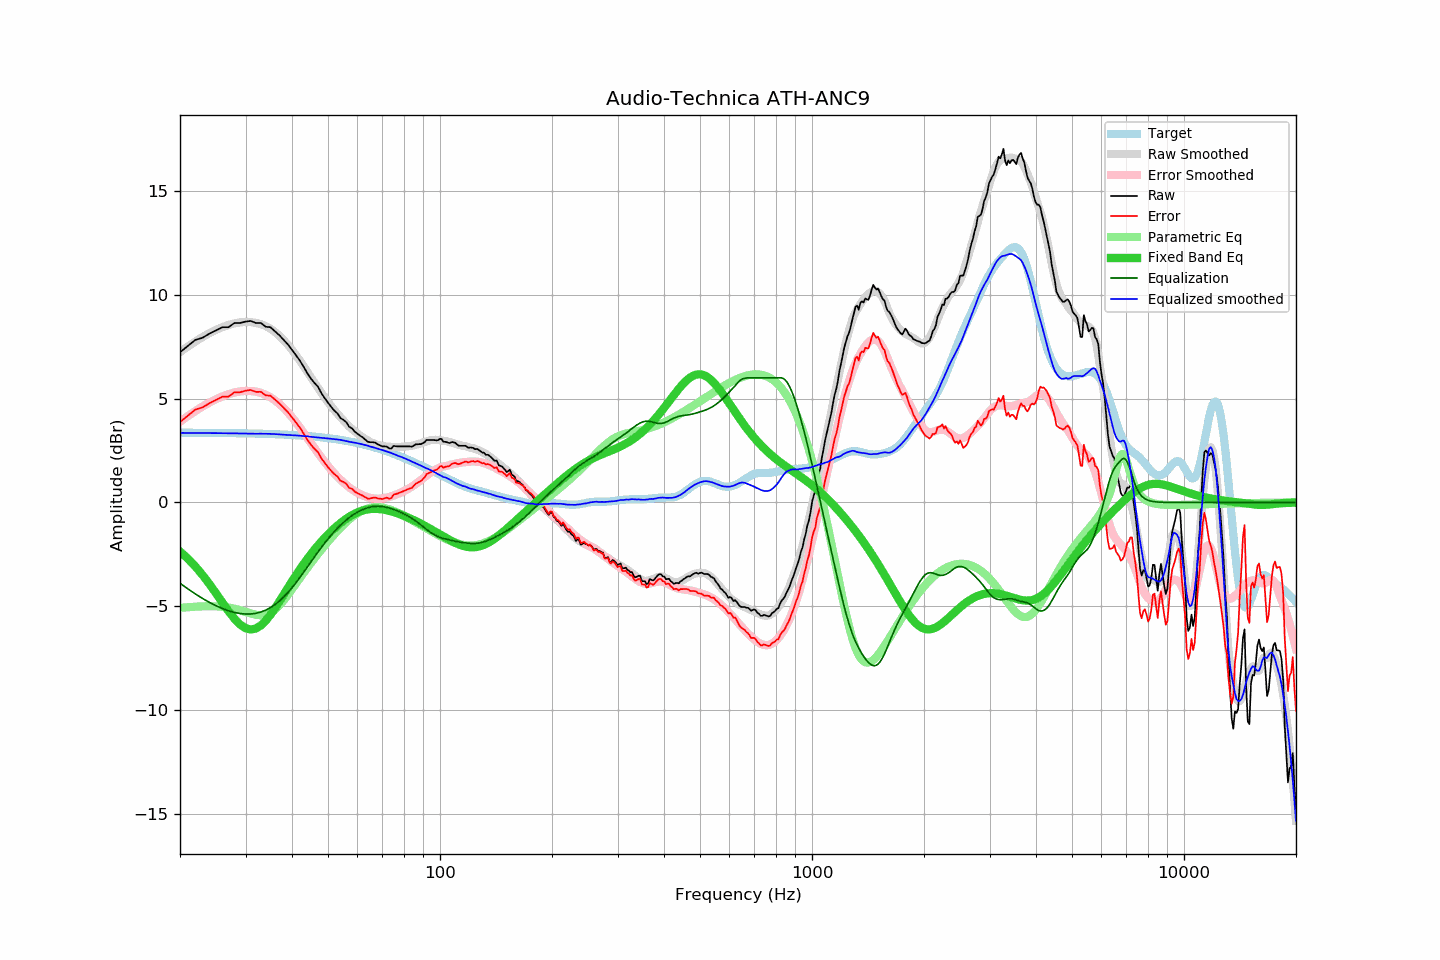 Audio-Technica ATH-ANC9
Target
Raw Smoothed
Error Smoothed
Raw
Error
Parametric Eq
Fixed Band Eq
Equalization
Equalized smoothed
Amplitude (dBr)
15
10
5
0
−5
−10
−15
100
1000
10000
Frequency (Hz)